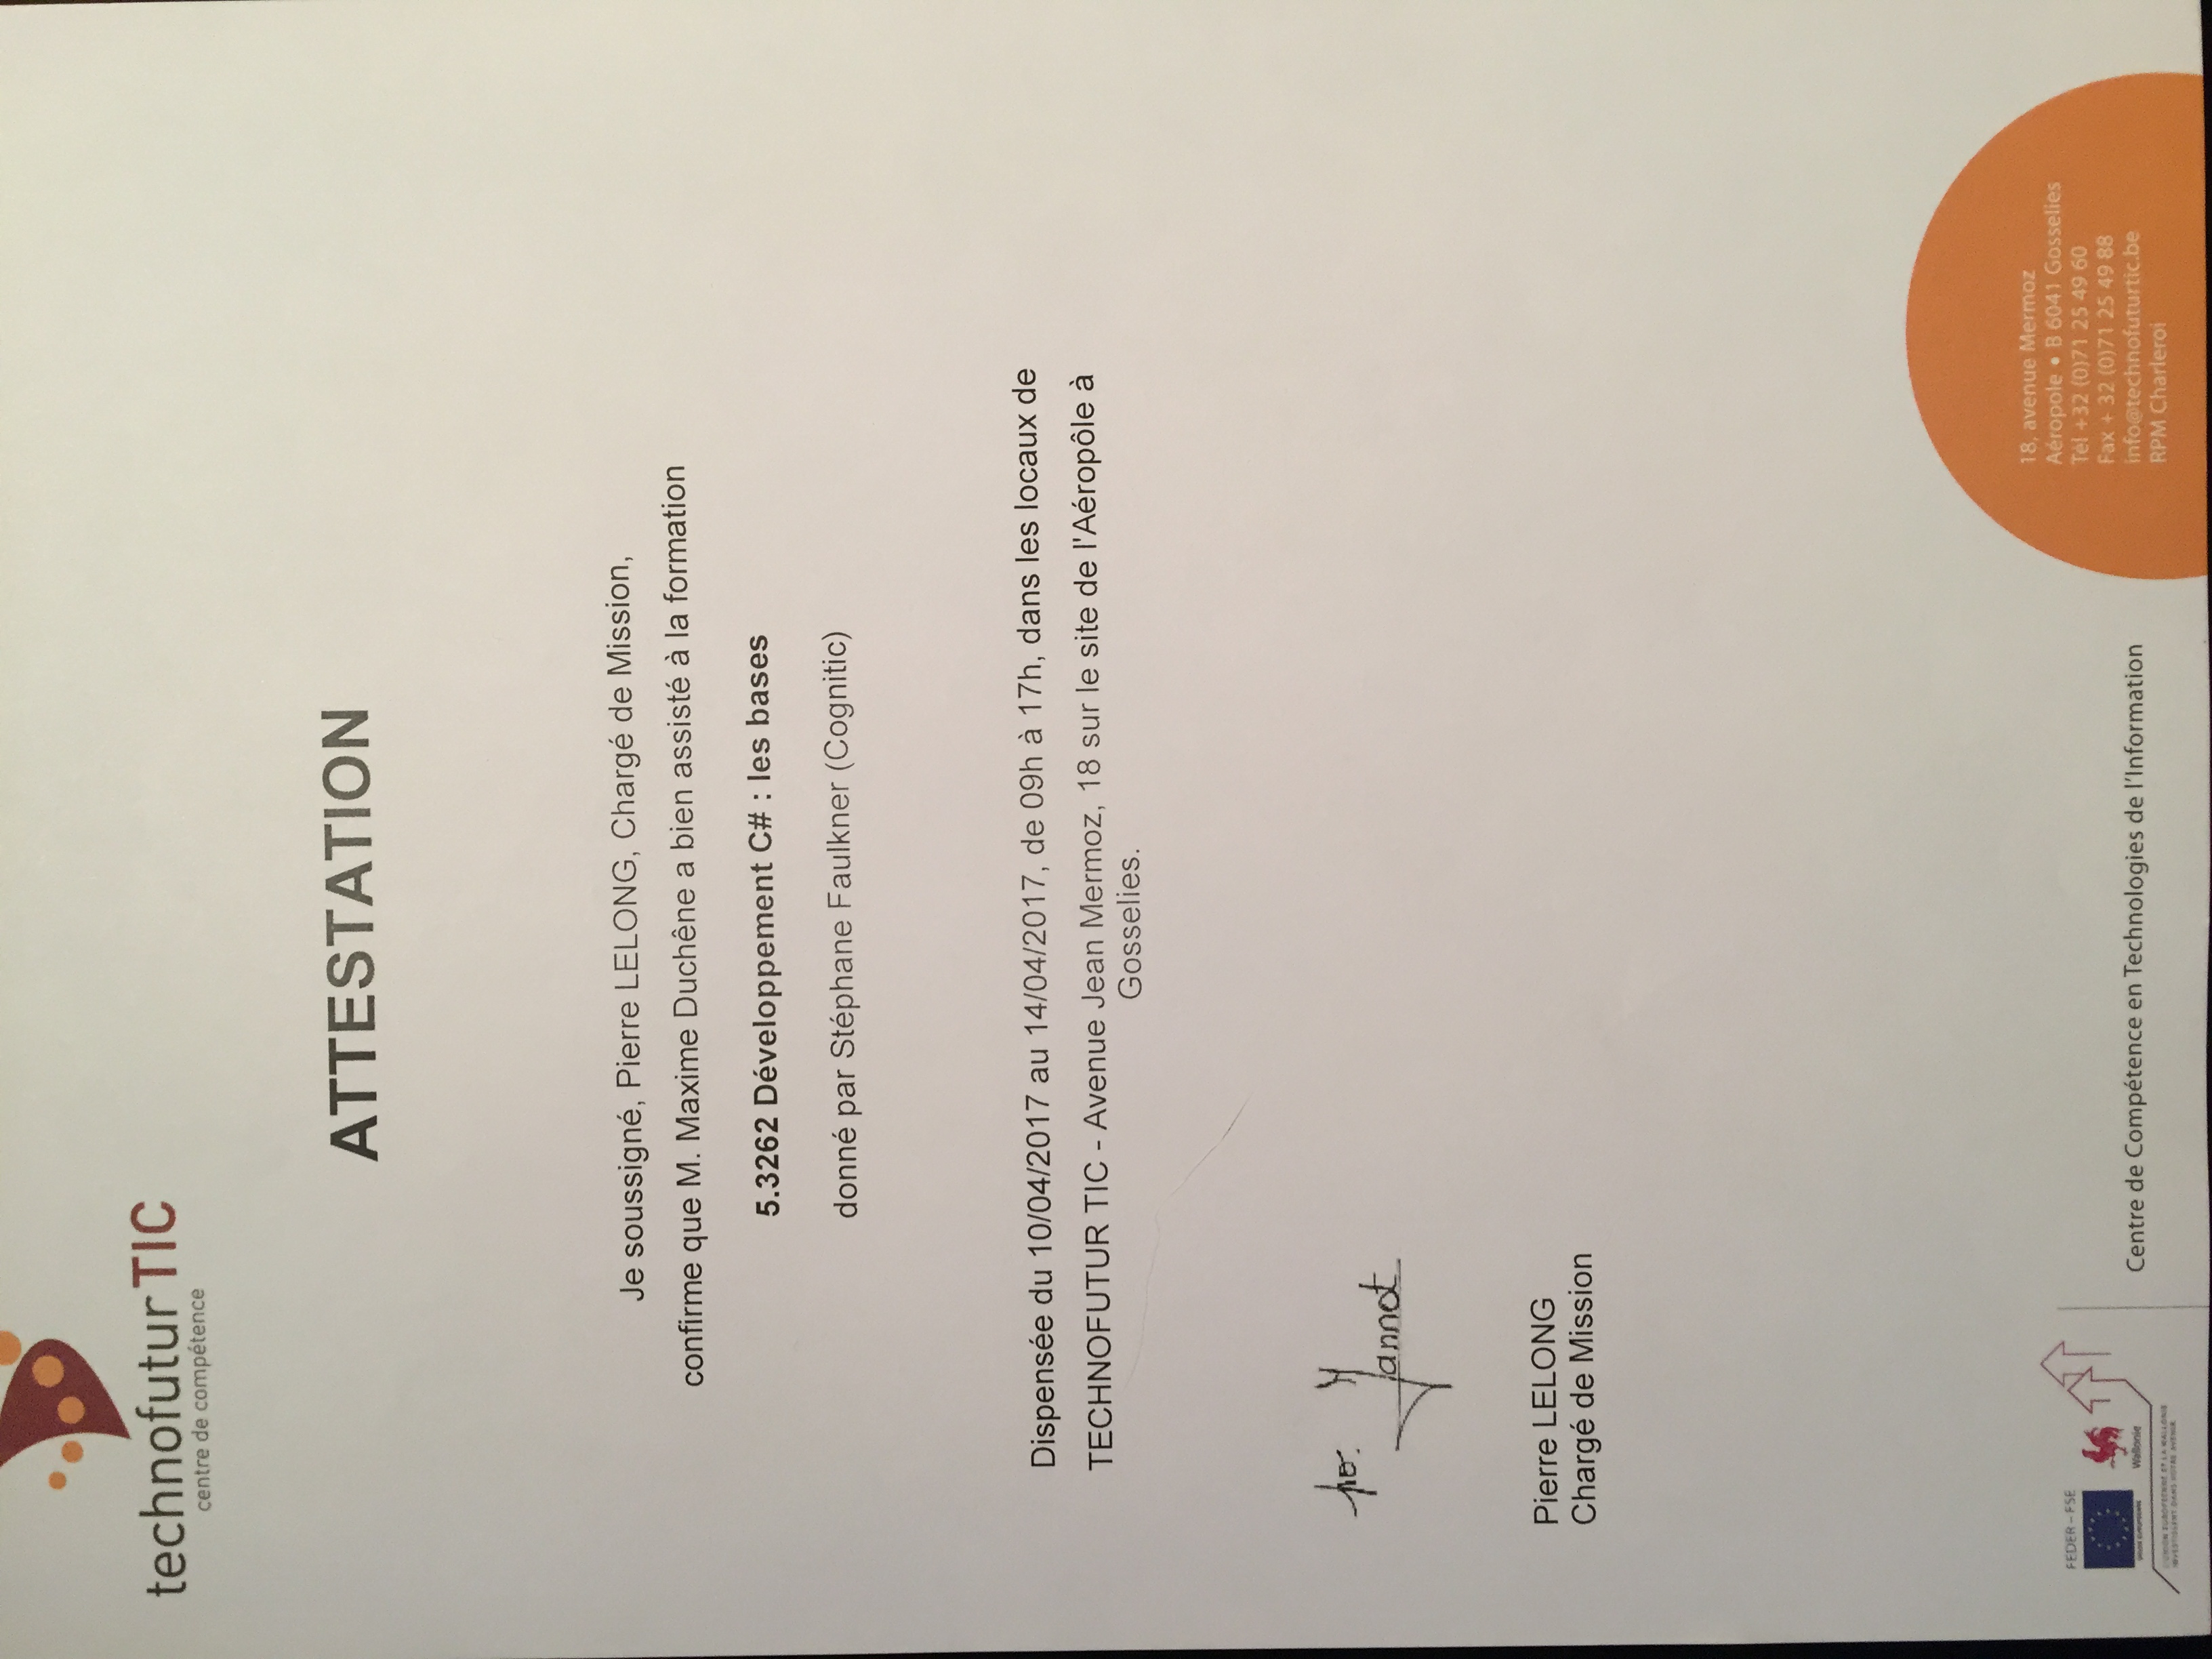 technofuturTIC
centre de compétence
ATTESTATION
Je soussigné, Pierre LELONG, Chargé de Mission,
confirme que M. Maxime Duchêne a bien assisté à la formation
5.3262 Développement C# : les bases
donné par Stéphane Faulkner (Cognitic)
Dispensée du 10/04/2017 au 14/04/2017, de 09h à 17h, dans les locaux de
TECHNOFUTUR TIC - Avenue Jean Mermoz, 18 sur le site de l'Aéropôle à
Gosselies.
po.
Jannot
Pierre LELONG
Chargé de Mission
FEDER-FSE
UNION EUROPEENNE
Wallonie
L'UNION EUROPEENNE ET LA WALLONIE
INVESTISSENT DANS VOTRE AVENIR
Centre de Compétence en Technologies de l'Information
18, avenue Mermoz
Aéropole • B 6041 Gosselies
Tél +32 (0)71 25 49 60
Fax + 32 (0)71 25 49 88
info@technofuturtic.be
RPM Charleroi